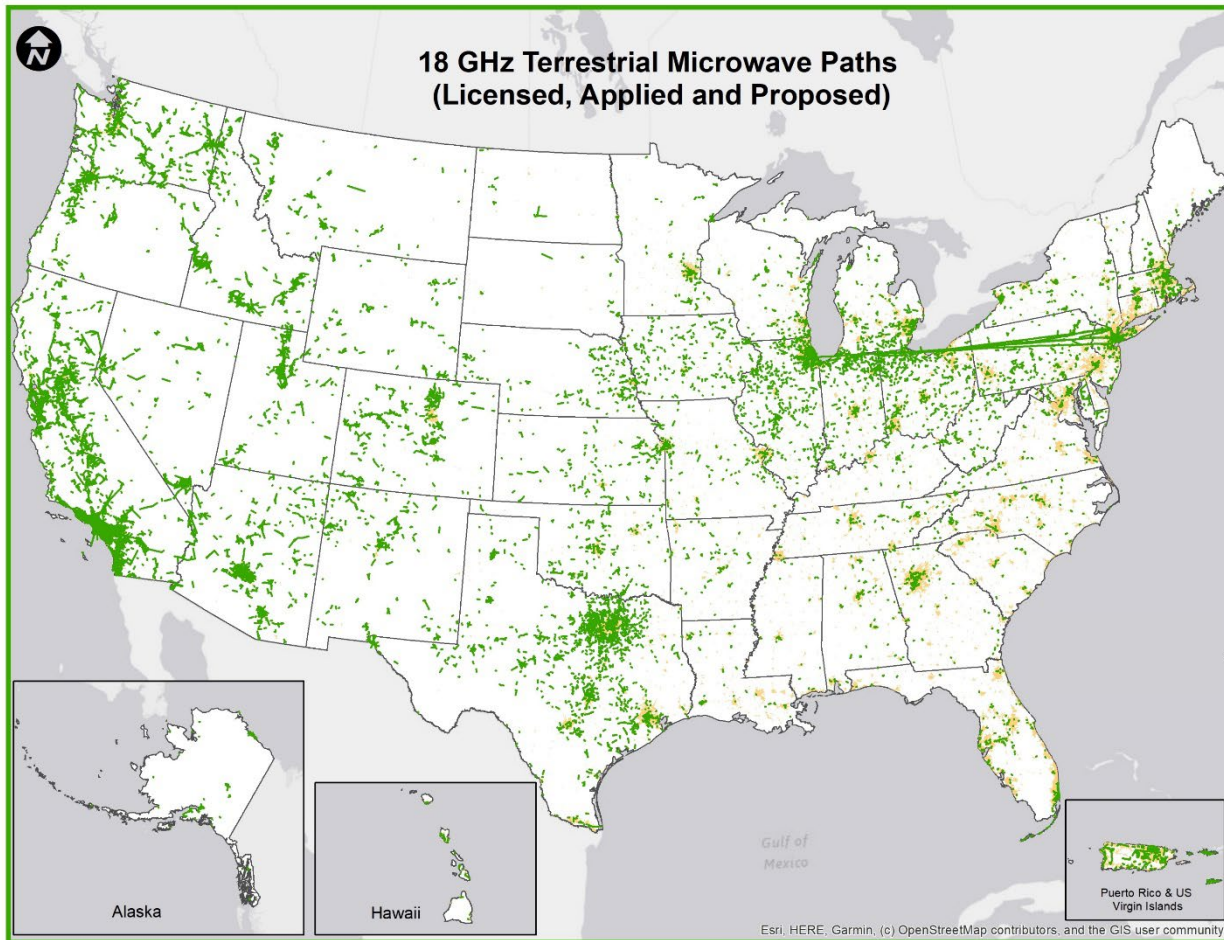 N
18 GHz Terrestrial Microwave Paths
(Licensed, Applied and Proposed)
Gulf of
Mexico
Alaska
Hawaii
Puerto Rico & US
Virgin Islands
Esri, HERE, Garmin, (c) OpenStreetMap contributors, and the GIS user community